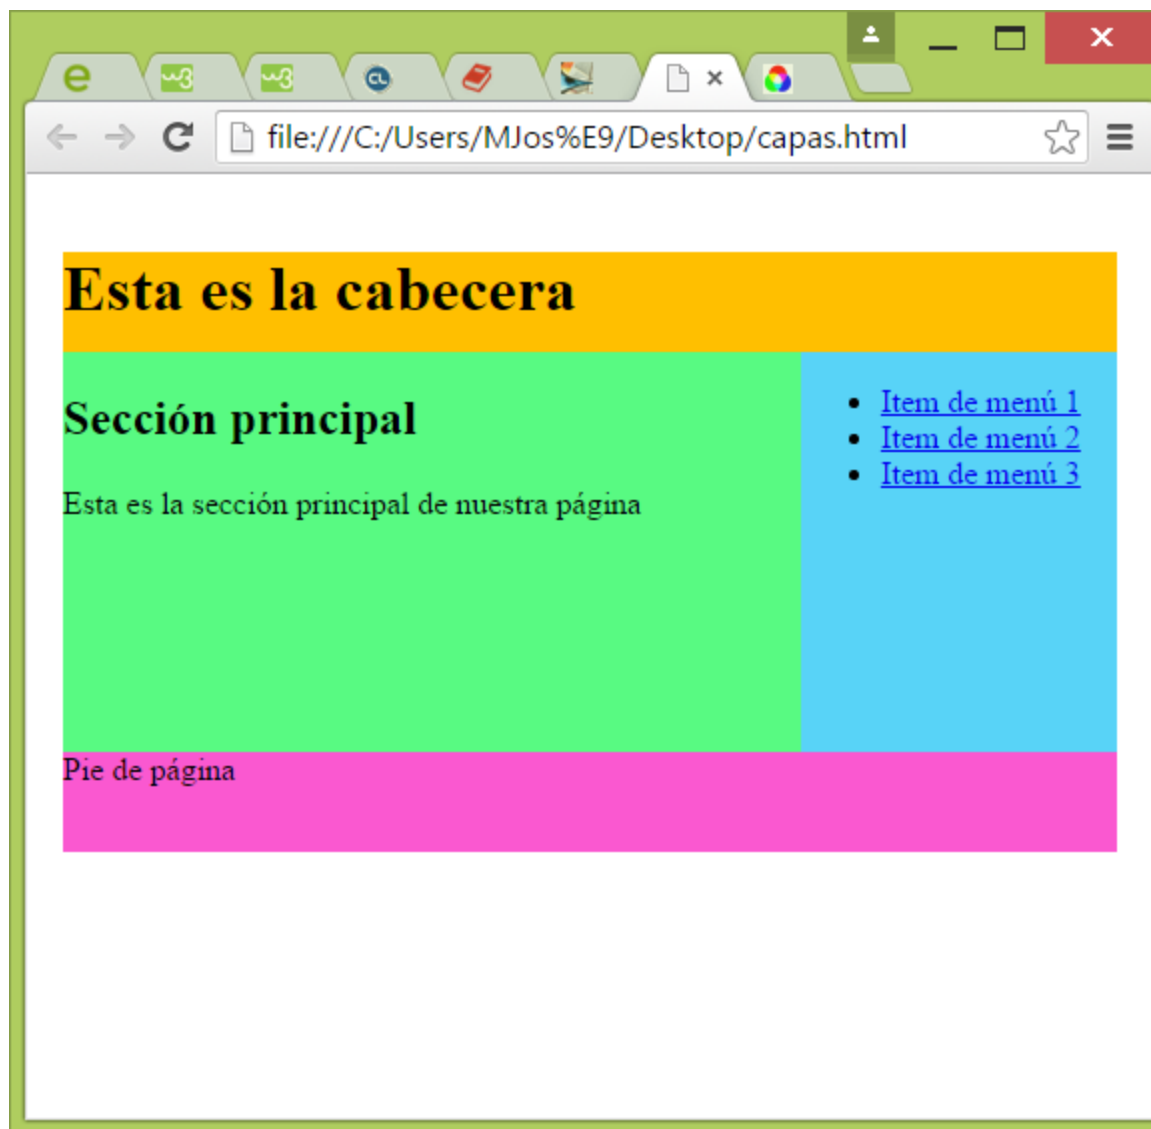 file:///C:/Users/MJos%E9/Desktop/capas.html
Esta es la cabecera
Sección principal
Esta es la sección principal de nuestra página
Item de menú 1
Item de menú 2
Item de menú 3
Pie de página